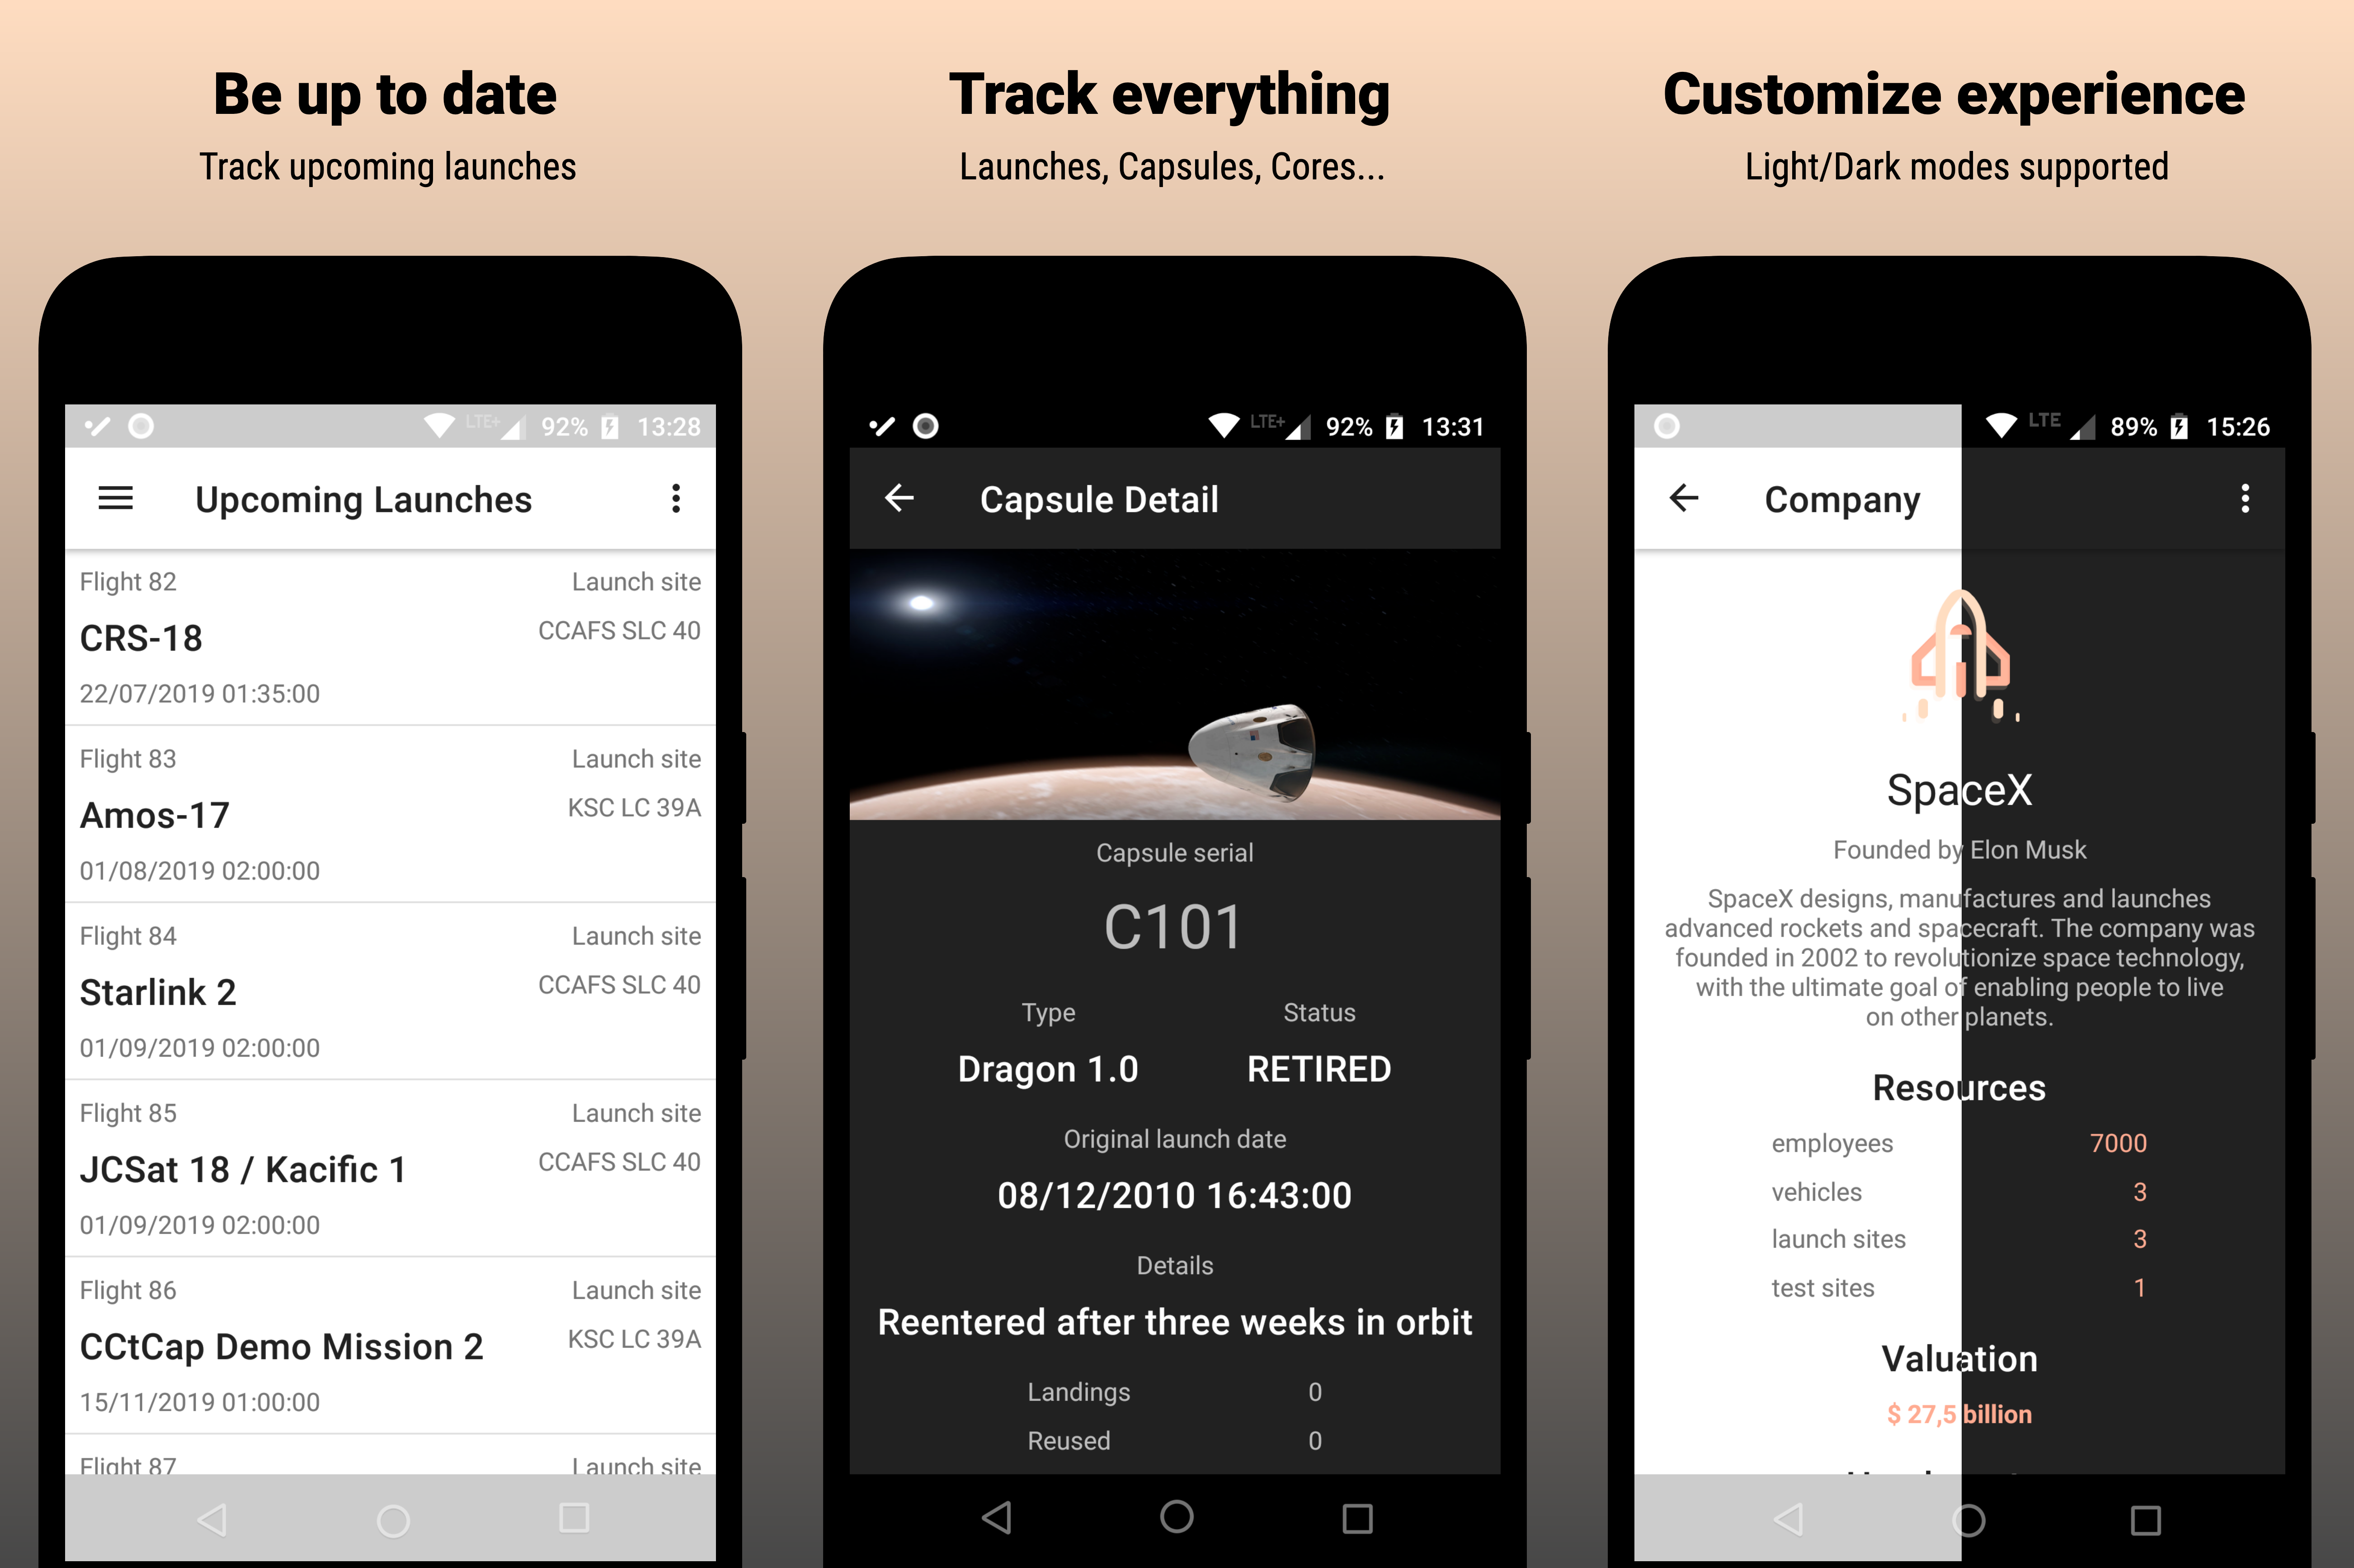 Be up to date
Track upcoming launches
LTE+ 92% 13:28
Upcoming Launches
Flight 82 Launch site
CRS-18 CCAFS SLC 40
22/07/2019 01:35:00
Flight 83 Launch site
Amos-17 KSC LC 39A
01/08/2019 02:00:00
Flight 84 Launch site
Starlink 2 CCAFS SLC 40
01/09/2019 02:00:00
Flight 85 Launch site
JCSat 18 / Kacific 1 CCAFS SLC 40
01/09/2019 02:00:00
Flight 86 Launch site
CCtCap Demo Mission 2 KSC LC 39A
15/11/2019 01:00:00
Flight 87 Launch site
Track everything
Launches, Capsules, Cores...
LTE+ 92% 13:31
Capsule Detail
Capsule serial
C101
Type Status
Dragon 1.0 RETIRED
Original launch date
08/12/2010 16:43:00
Details
Reentered after three weeks in orbit
Landings 0
Reused 0
Customize experience
Light/Dark modes supported
LTE 89% 15:26
Company
SpaceX
Founded by Elon Musk
SpaceX designs, manufactures and launches
advanced rockets and spacecraft. The company was
founded in 2002 to revolutionize space technology,
with the ultimate goal of enabling people to live
on other planets.
Resources
employees 7000
vehicles 3
launch sites 3
test sites 1
Valuation
$ 27,5 billion